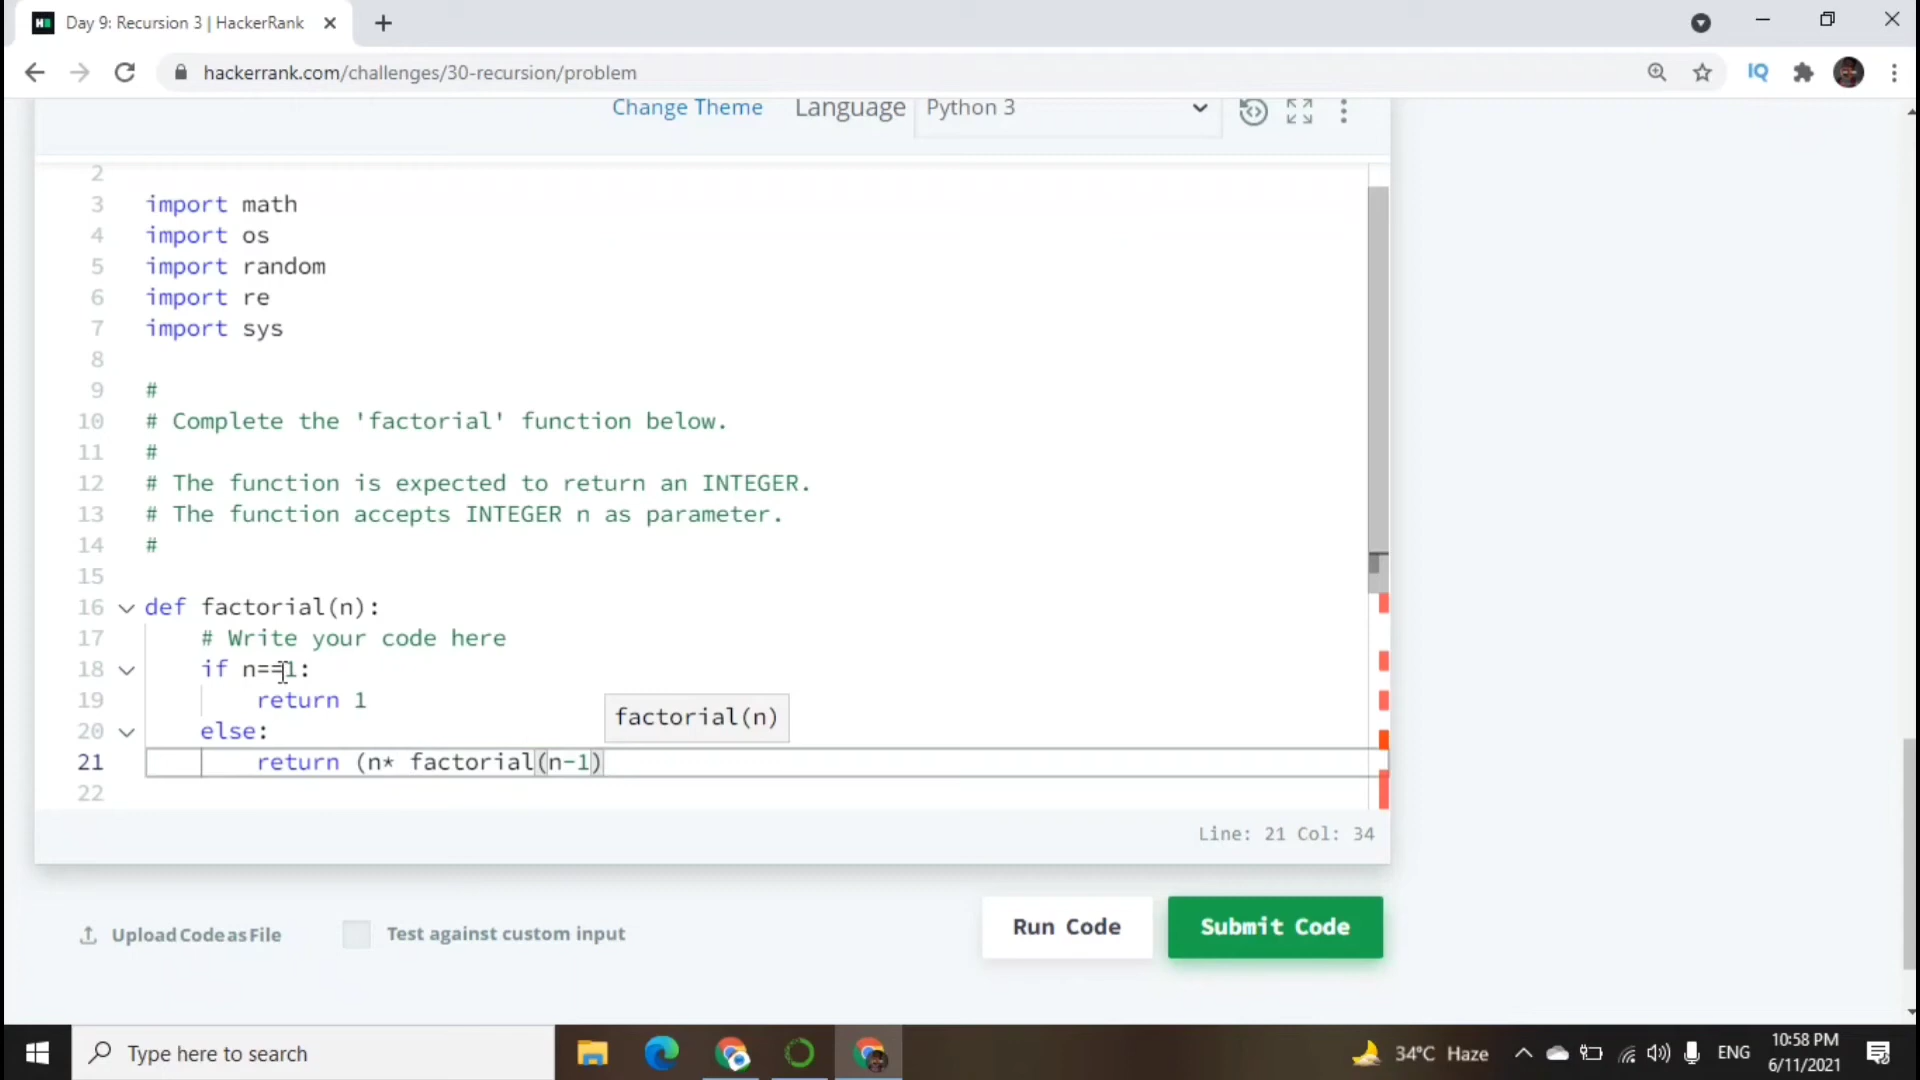 Day 9: Recursion 3 | HackerRank
hackerrank.com/challenges/30-recursion/problem
IQ
Change Theme Language Python 3
2
3 import math
4 import os
5 import random
6 import re
7 import sys
8
9 #
10 # Complete the 'factorial' function below.
11 #
12 # The function is expected to return an INTEGER.
13 # The function accepts INTEGER n as parameter.
14 #
15
16 def factorial(n):
17 # Write your code here
18 if n==1:
19 return 1
factorial(n)
20 else:
21 return (n* factorial(n-1)
22
Line: 21 Col: 34
Upload Code as File Test against custom input Run Code Submit Code
Type here to search 34°C Haze ENG 10:58 PM
6/11/2021